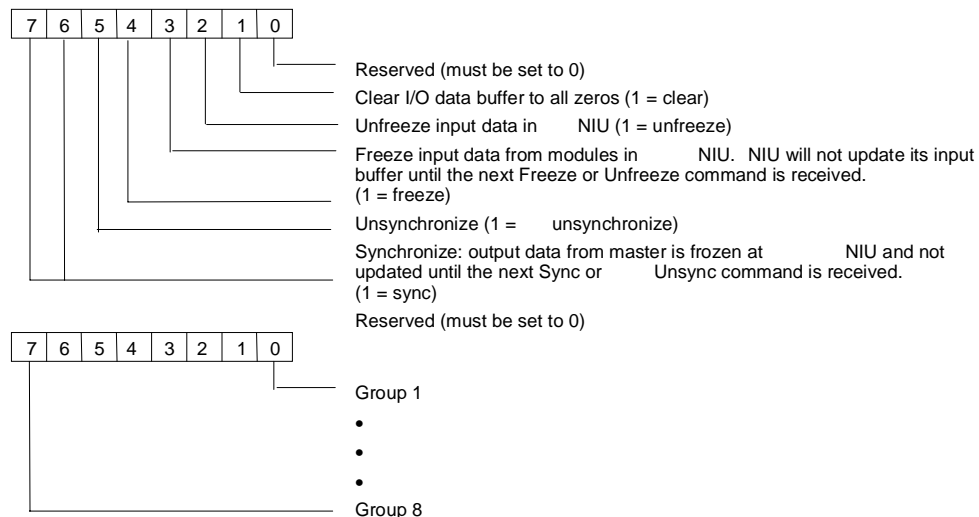 7 6 5 4 3 2 1 0
Reserved (must be set to 0)
Clear I/O data buffer to all zeros (1 = clear)
Unfreeze input data in NIU (1 = unfreeze)
Freeze input data from modules in NIU. NIU will not update its input
buffer until the next Freeze or Unfreeze command is received.
(1 = freeze)
Unsynchronize (1 = unsynchronize)
Synchronize: output data from master is frozen at NIU and not
updated until the next Sync or Unsync command is received.
(1 = sync)
Reserved (must be set to 0)
7 6 5 4 3 2 1 0
Group 1
•
•
•
Group 8